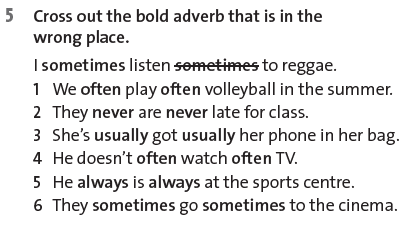 5 Cross out the bold adverb that is in the
wrong place.
I sometimes listen sometimes to reggae.
1 We often play often volleyball in the summer.
2 They never are never late for class.
3 She's usually got usually her phone in her bag.
4 He doesn't often watch often TV.
5 He always is always at the sports centre.
6 They sometimes go sometimes to the cinema.